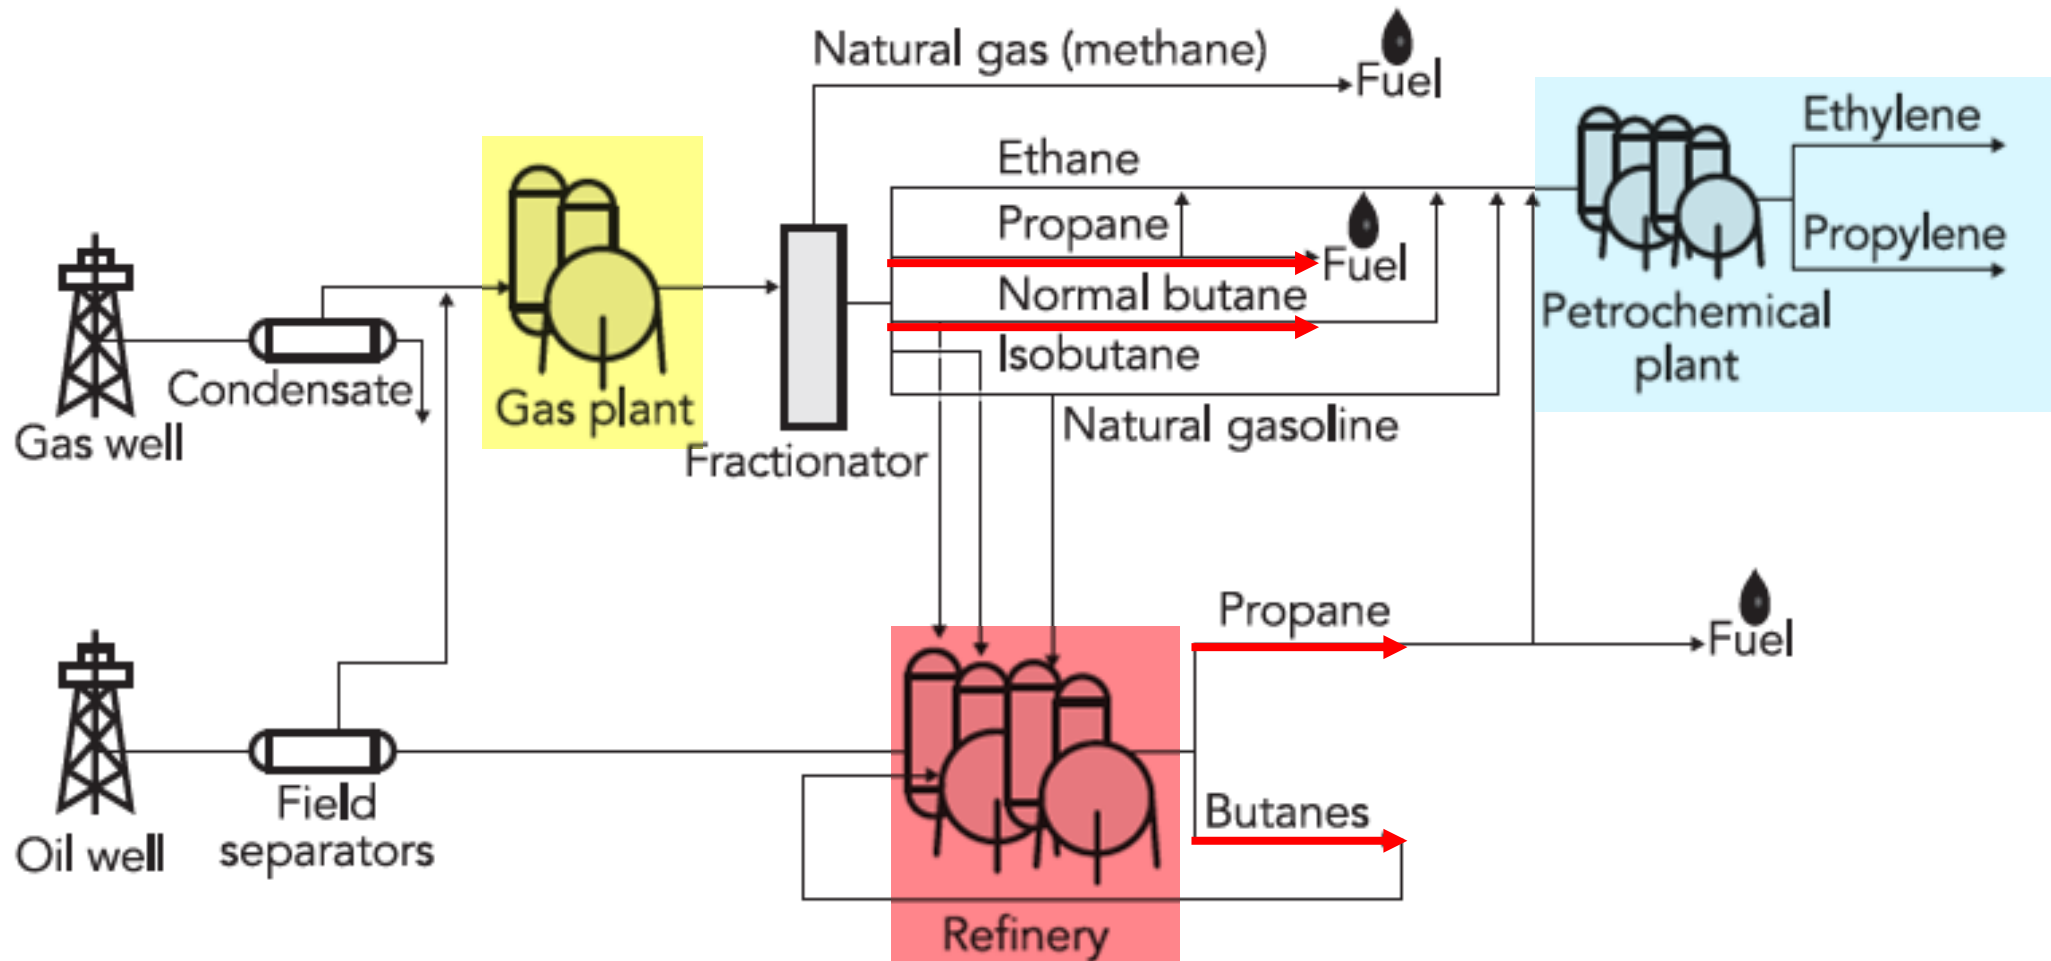 Natural gas (methane)
Fuel
Ethane
Propane
Fuel
Normal butane
Isobutane
Natural gasoline
Ethylene
Propylene
Petrochemical
plant
Gas well
Condensate
Gas plant
Fractionator
Oil well
Field
separators
Propane
Fuel
Butanes
Refinery